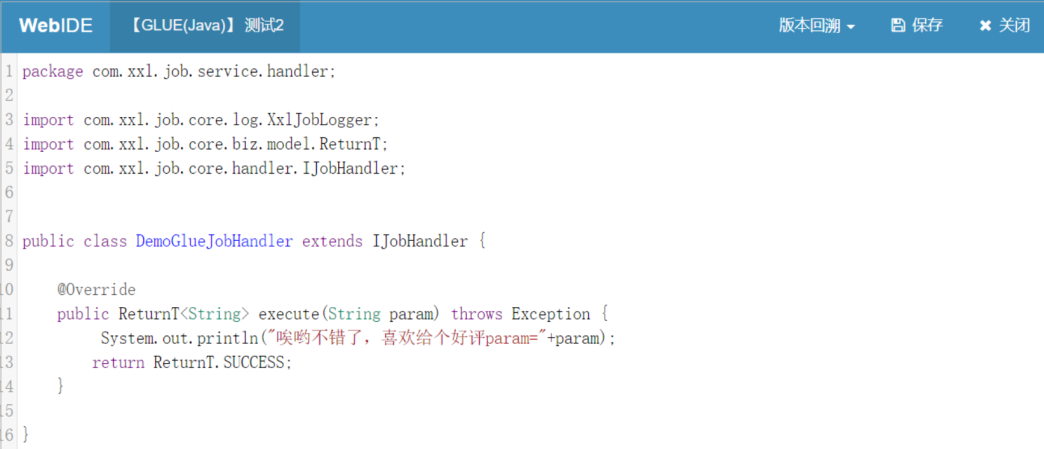 WebIDE 【GLUE(Java)】 测试2 版本回溯 保存 关闭
1 package com.xxl.job.service.handler;
2
3 import com.xxl.job.core.log.XxlJobLogger;
4 import com.xxl.job.core.biz.model.ReturnT;
5 import com.xxl.job.core.handler.IJobHandler;
6
7
8 public class DemoGlueJobHandler extends IJobHandler {
9
10 @Override
11 public ReturnT<String> execute(String param) throws Exception {
12 System.out.println("唉哟不错了，喜欢给个好评param="+param);
13 return ReturnT.SUCCESS;
14 }
15
16 }